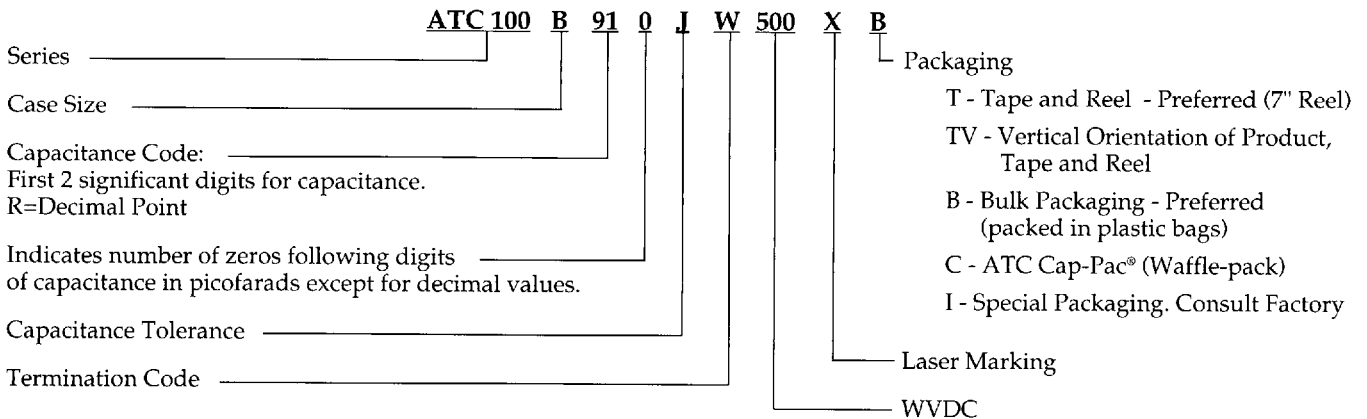 ATC 100 B 91 0 J W 500 X B
Series
Case Size
Capacitance Code:
First 2 significant digits for capacitance.
R=Decimal Point
Indicates number of zeros following digits
of capacitance in picofarads except for decimal values.
Capacitance Tolerance
Termination Code
Packaging
T - Tape and Reel - Preferred (7" Reel)
TV - Vertical Orientation of Product,
Tape and Reel
B - Bulk Packaging - Preferred
(packed in plastic bags)
C - ATC Cap-Pac® (Waffle-pack)
I - Special Packaging. Consult Factory
Laser Marking
WVDC